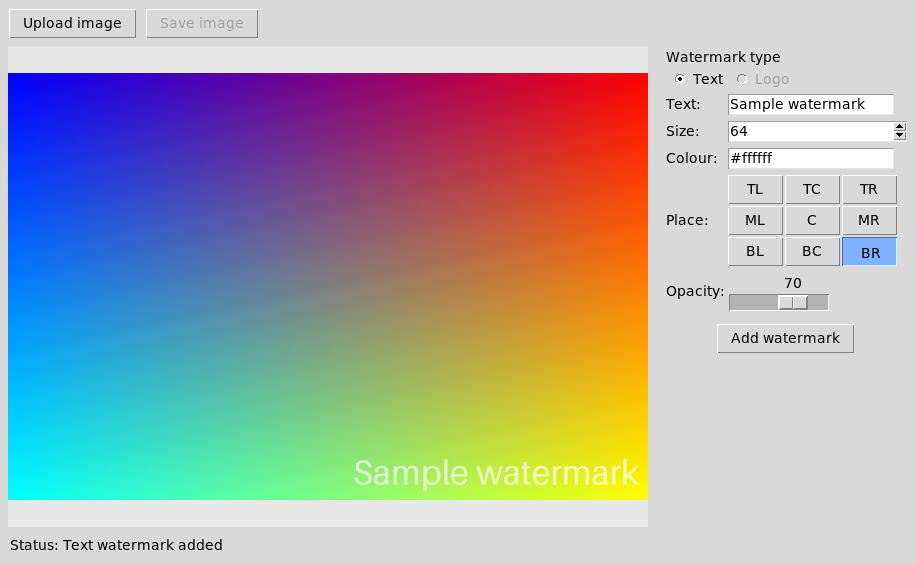 Upload image Save image
Watermark type
Text Logo
Text: Sample watermark
Size: 64
Colour: #ffffff
TL TC TR
Place: ML C MR
BL BC BR
70
Opacity:
Add watermark
Sample watermark
Status: Text watermark added